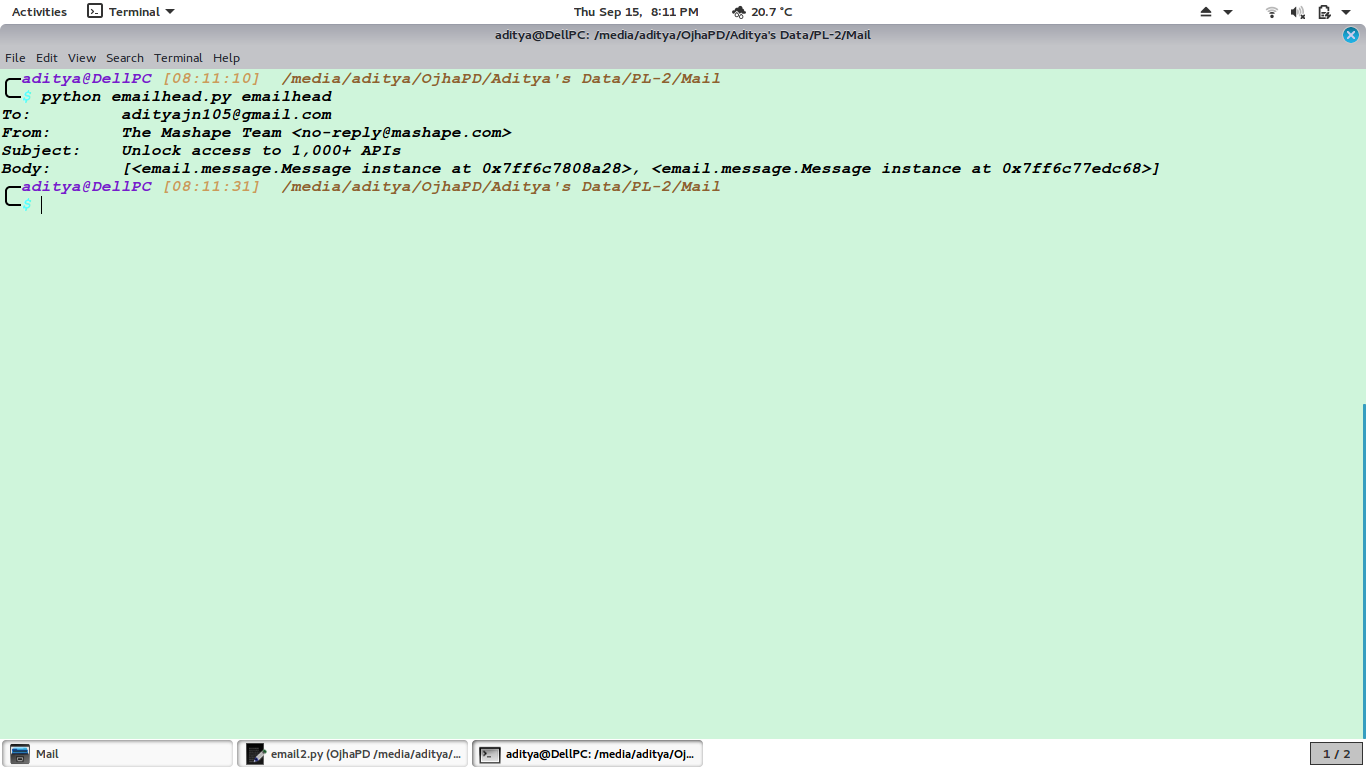 Activities Terminal Thu Sep 15, 8:11 PM 20.7 °C
aditya@DellPC: /media/aditya/OjhaPD/Aditya's Data/PL-2/Mail
File Edit View Search Terminal Help
aditya@DellPC [08:11:10] /media/aditya/OjhaPD/Aditya's Data/PL-2/Mail
$ python emailhead.py emailhead
To: adityajn105@gmail.com
From: The Mashape Team <no-reply@mashape.com>
Subject: Unlock access to 1,000+ APIs
Body: [<email.message.Message instance at 0x7ff6c7808a28>, <email.message.Message instance at 0x7ff6c77edc68>]
aditya@DellPC [08:11:31] /media/aditya/OjhaPD/Aditya's Data/PL-2/Mail
$
Mail email2.py (OjhaPD /media/aditya/... aditya@DellPC: /media/aditya/Oj... 1 / 2